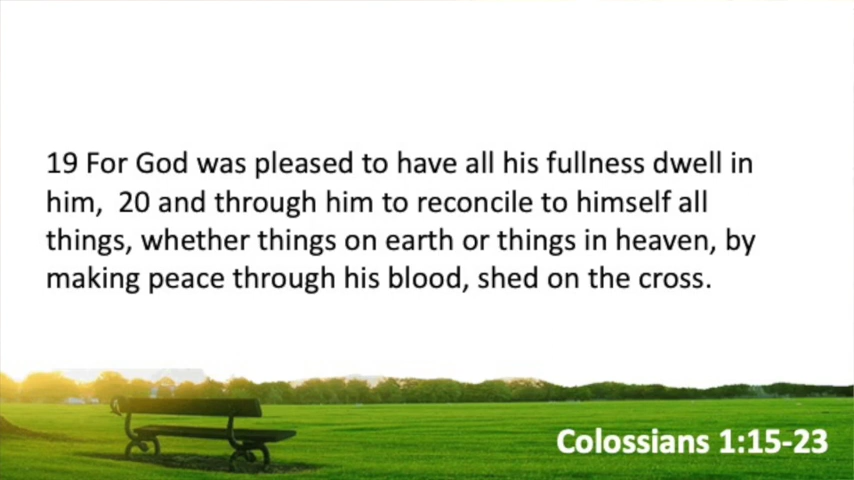 19 For God was pleased to have all his fullness dwell in
him,  20 and through him to reconcile to himself all
things, whether things on earth or things in heaven, by
making peace through his blood, shed on the cross.
Colossians 1:15-23